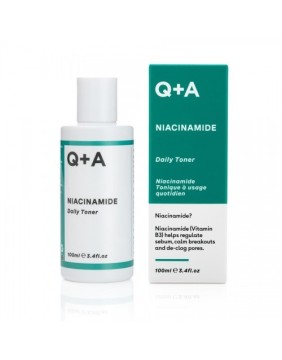 Q+A
NIACINAMIDE
Daily Toner
100ml ℮ 3.4fl.oz
Q+A
NIACINAMIDE
Daily Toner
Niacinamide
Tonique à usage
quotidien
Niacinamide?
Niacinamide (Vitamin
B3) helps regulate
sebum, calm breakouts
and de-clog pores.
100ml ℮ 3.4fl.oz